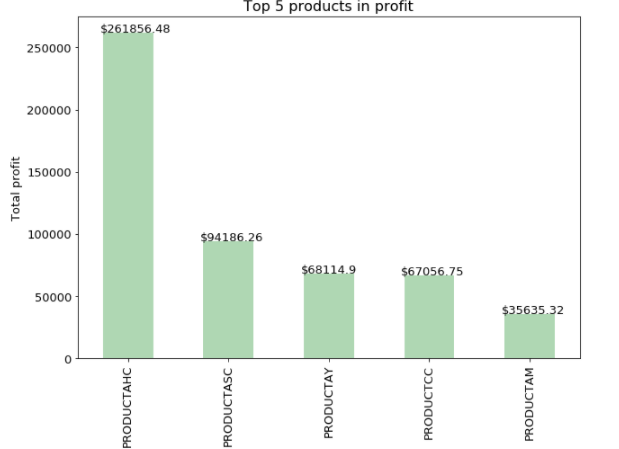 Top 5 products in profit
Total profit
250000
200000
150000
100000
50000
0
$261856.48
$94186.26
$68114.9
$67056.75
$35635.32
PRODUCTAHC
PRODUCTASC
PRODUCTAY
PRODUCTCC
PRODUCTAM